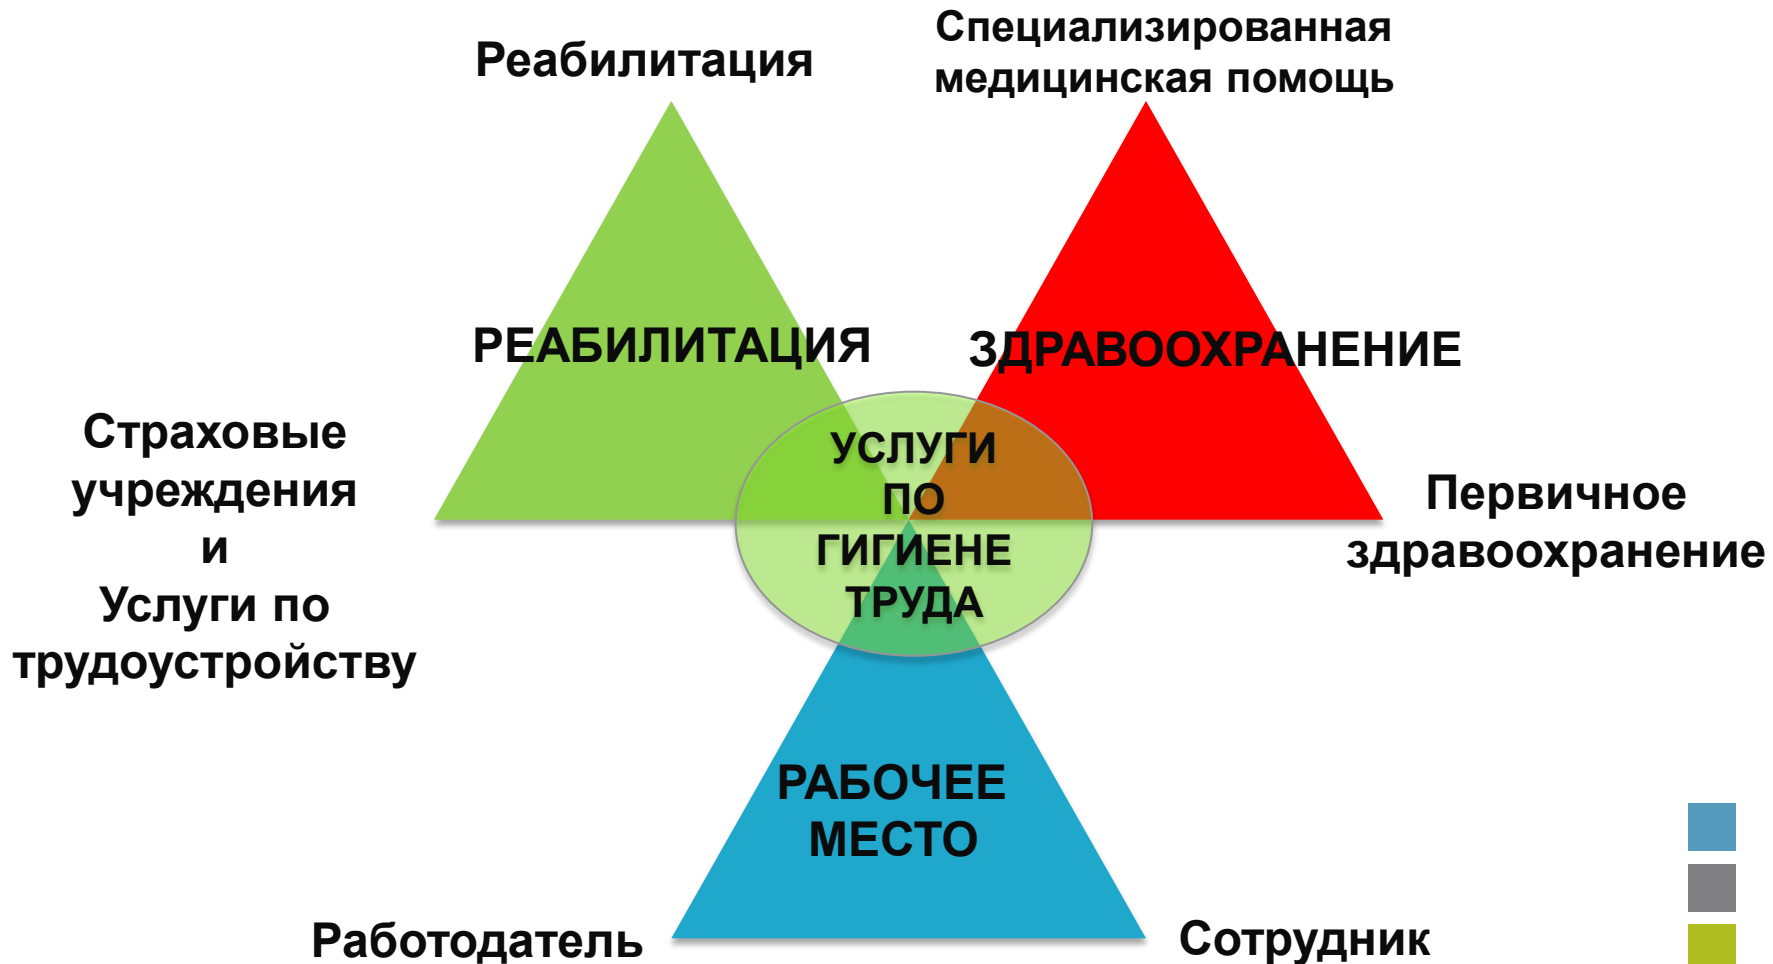 Реабилитация
Специализированная
медицинская помощь
РЕАБИЛИТАЦИЯ
ЗДРАВООХРАНЕНИЕ
Страховые
учреждения
и
Услуги по
трудоустройству
УСЛУГИ
ПО
ГИГИЕНЕ
ТРУДА
Первичное
здравоохранение
РАБОЧЕЕ
МЕСТО
Работодатель
Сотрудник